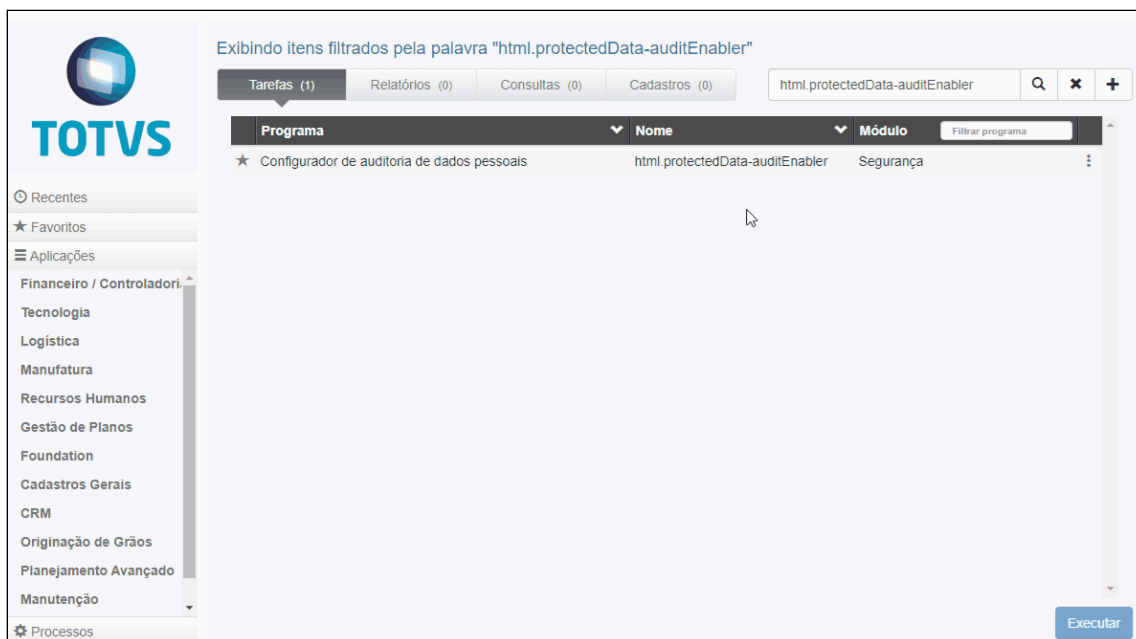 Exibindo itens filtrados pela palavra "html.protectedData-auditEnabler"
Tarefas (1) Relatórios (0) Consultas (0) Cadastros (0) html.protectedData-auditEnabler
TOTVS
Programa Nome Módulo Filtrar programa
Configurador de auditoria de dados pessoais html.protectedData-auditEnabler Segurança
Recentes
Favoritos
Aplicações
Financeiro / Controladori
Tecnologia
Logística
Manufatura
Recursos Humanos
Gestão de Planos
Foundation
Cadastros Gerais
CRM
Originação de Grãos
Planejamento Avançado
Manutenção
Processos
Executar